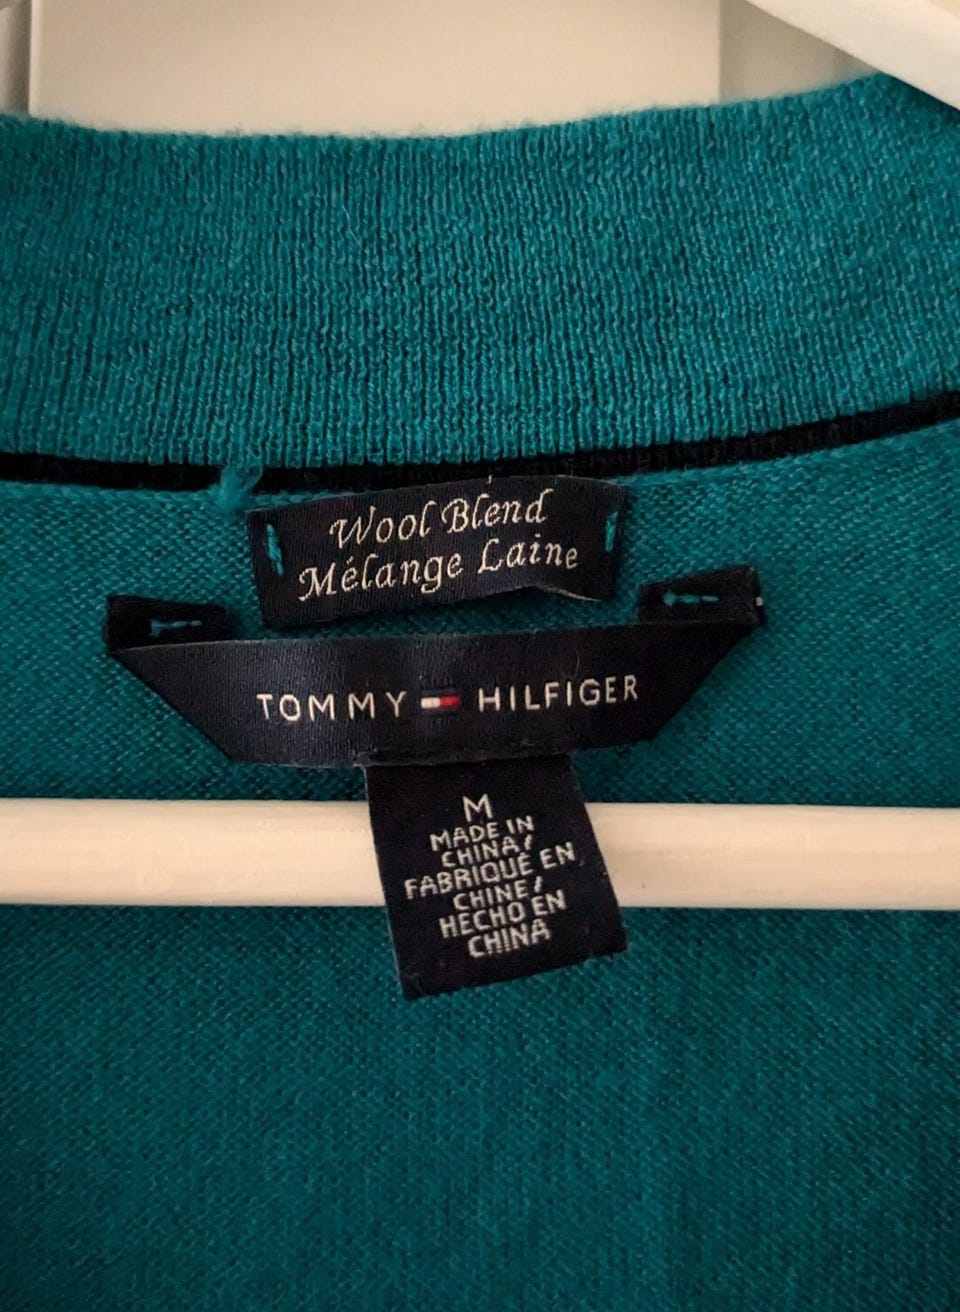 Wool Blend
Mélange Laine
TOMMY HILFIGER
M
MADE IN
CHINA/
FABRIQUÉ EN
CHINE/
HECHO EN
CHINA